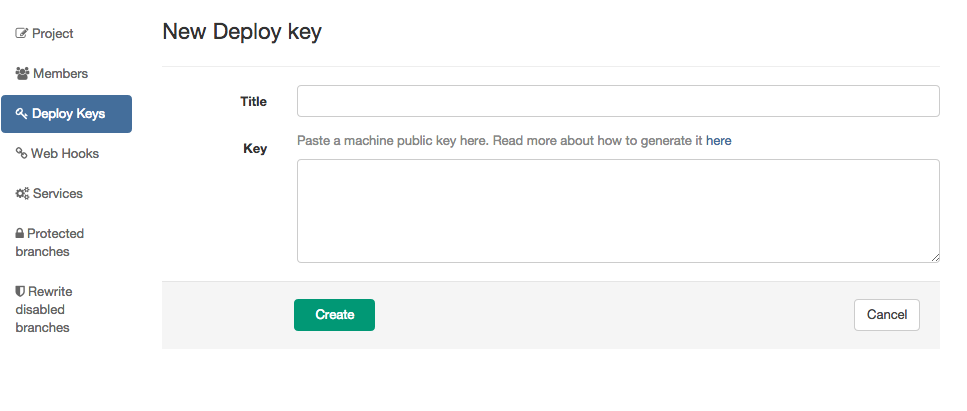 Project
Members
Deploy Keys
Web Hooks
Services
Protected
branches
Rewrite
disabled
branches
New Deploy key
Title
Key
Paste a machine public key here. Read more about how to generate it here
Create
Cancel